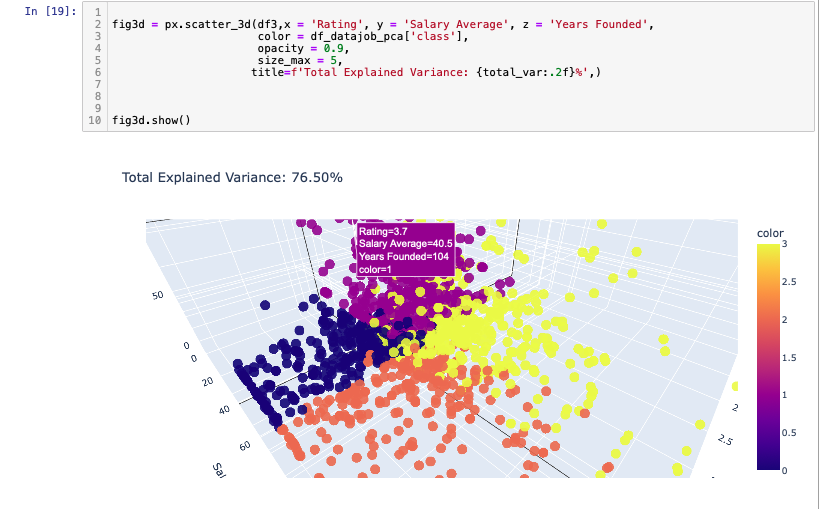 In [19]:
1
2 fig3d = px.scatter_3d(df3,x = 'Rating', y = 'Salary Average', z = 'Years Founded',
3 color = df_datajob_pca['class'],
4 opacity = 0.9,
5 size_max = 5,
6 title=f'Total Explained Variance: {total_var:.2f}%',)
7
8
9
10 fig3d.show()
Total Explained Variance: 76.50%
Rating=3.7
Salary Average=40.5
Years Founded=104
color=1
color
3
2.5
2
1.5
1
0.5
0
50
0
0
20
40
60
Sal
2
2.5